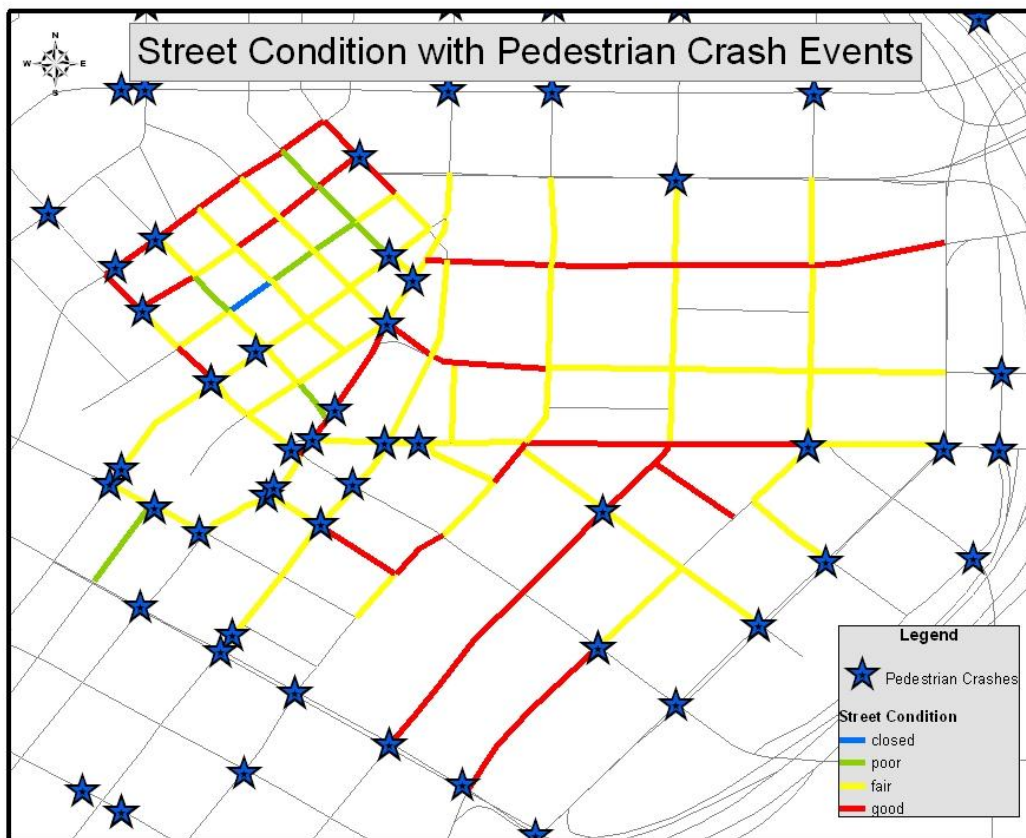 Street Condition with Pedestrian Crash Events
N
W E
S
Legend
Pedestrian Crashes
Street Condition
closed
poor
fair
good